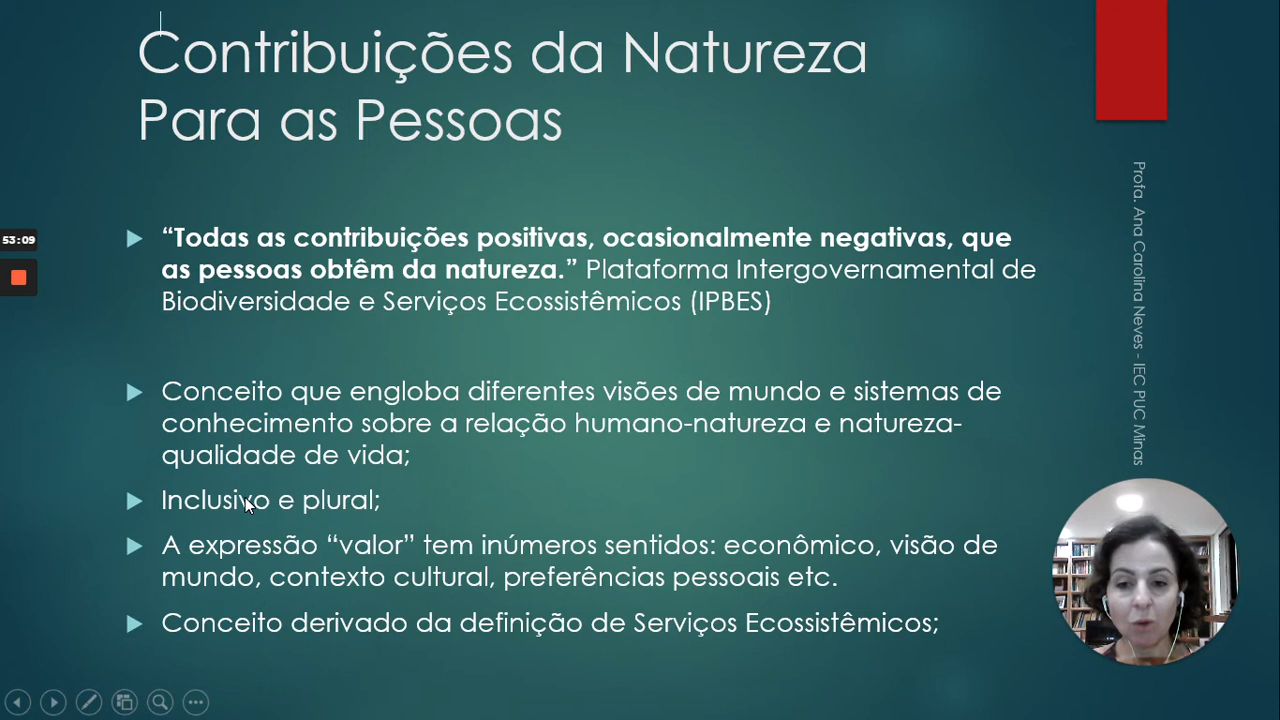 Contribuições da Natureza
Para as Pessoas
“Todas as contribuições positivas, ocasionalmente negativas, que
as pessoas obtêm da natureza.” Plataforma Intergovernamental de
Biodiversidade e Serviços Ecossistêmicos (IPBES)
Conceito que engloba diferentes visões de mundo e sistemas de
conhecimento sobre a relação humano-natureza e natureza-
qualidade de vida;
Inclusivo e plural;
A expressão “valor” tem inúmeros sentidos: econômico, visão de
mundo, contexto cultural, preferências pessoais etc.
Conceito derivado da definição de Serviços Ecossistêmicos;
Profa. Ana Carolina Neves - IEC PUC Minas
53:09